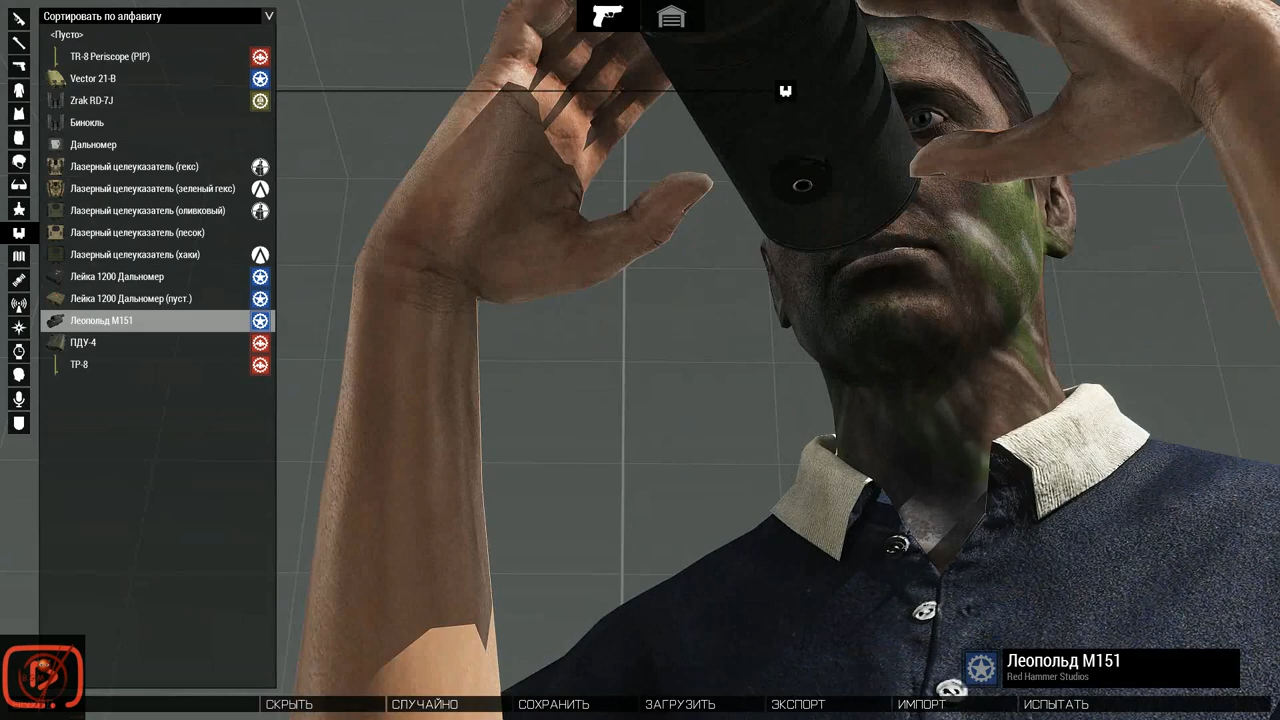 Сортировать по алфавиту
<Пусто>
TR-8 Periscope (PIP)
Vector 21-B
Zrak RD-7J
Бинокль
Дальномер
Лазерный целеуказатель (гекс)
Лазерный целеуказатель (зеленый гекс)
Лазерный целеуказатель (оливковый)
Лазерный целеуказатель (песок)
Лазерный целеуказатель (хаки)
Лейка 1200 Дальномер
Лейка 1200 Дальномер (пуст.)
Леопольд М151
ПДУ-4
ТР-8
Леопольд М151
Red Hammer Studios
СКРЫТЬ
СЛУЧАЙНО
СОХРАНИТЬ
ЗАГРУЗИТЬ
ЭКСПОРТ
ИМПОРТ
ИСПЫТАТЬ